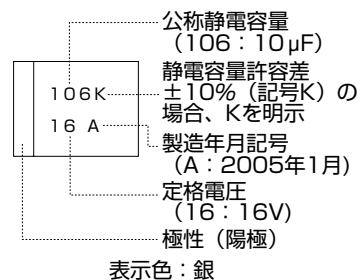 公称静電容量
（106：10μF）
静電容量許容差
±10%（記号K）の
場合、Kを明示
106K
16 A
製造年月記号
（A：2005年1月）
定格電圧
（16：16V）
極性（陽極）
表示色：銀